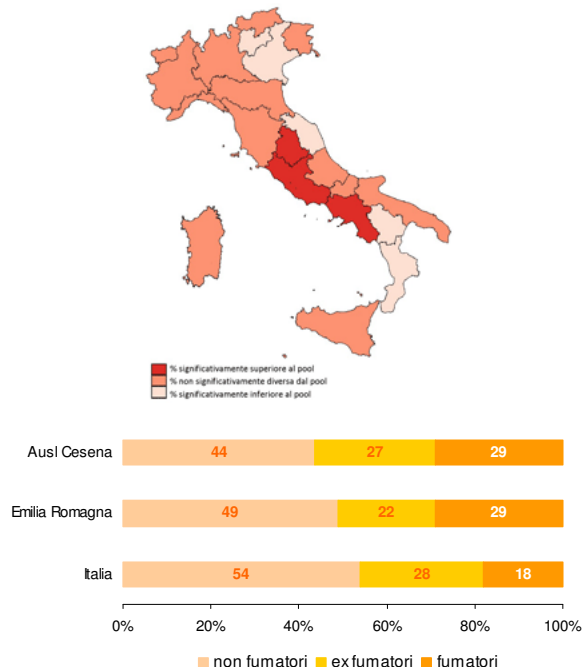 % significativamente superiore al pool
% non significativamente diversa dal pool
% significativamente inferiore al pool
Ausl Cesena 44 27 29
Emilia Romagna 49 22 29
Italia 54 28 18
0% 20% 40% 60% 80% 100%
non fumatori ex fumatori fumatori